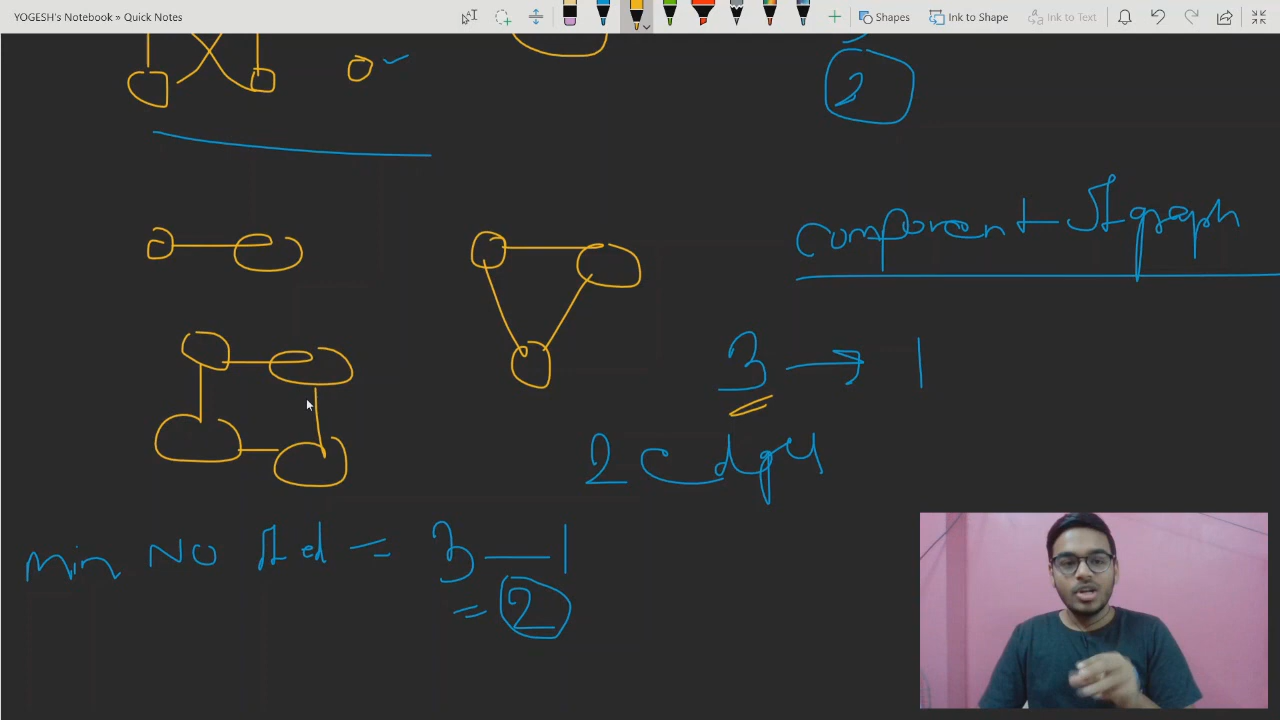 YOGESH's Notebook » Quick Notes
Shapes
Ink to Shape
Ink to Text
2
component of graph
3 → 1
2 edges
Min NO of ed = 3 — 1
= 2